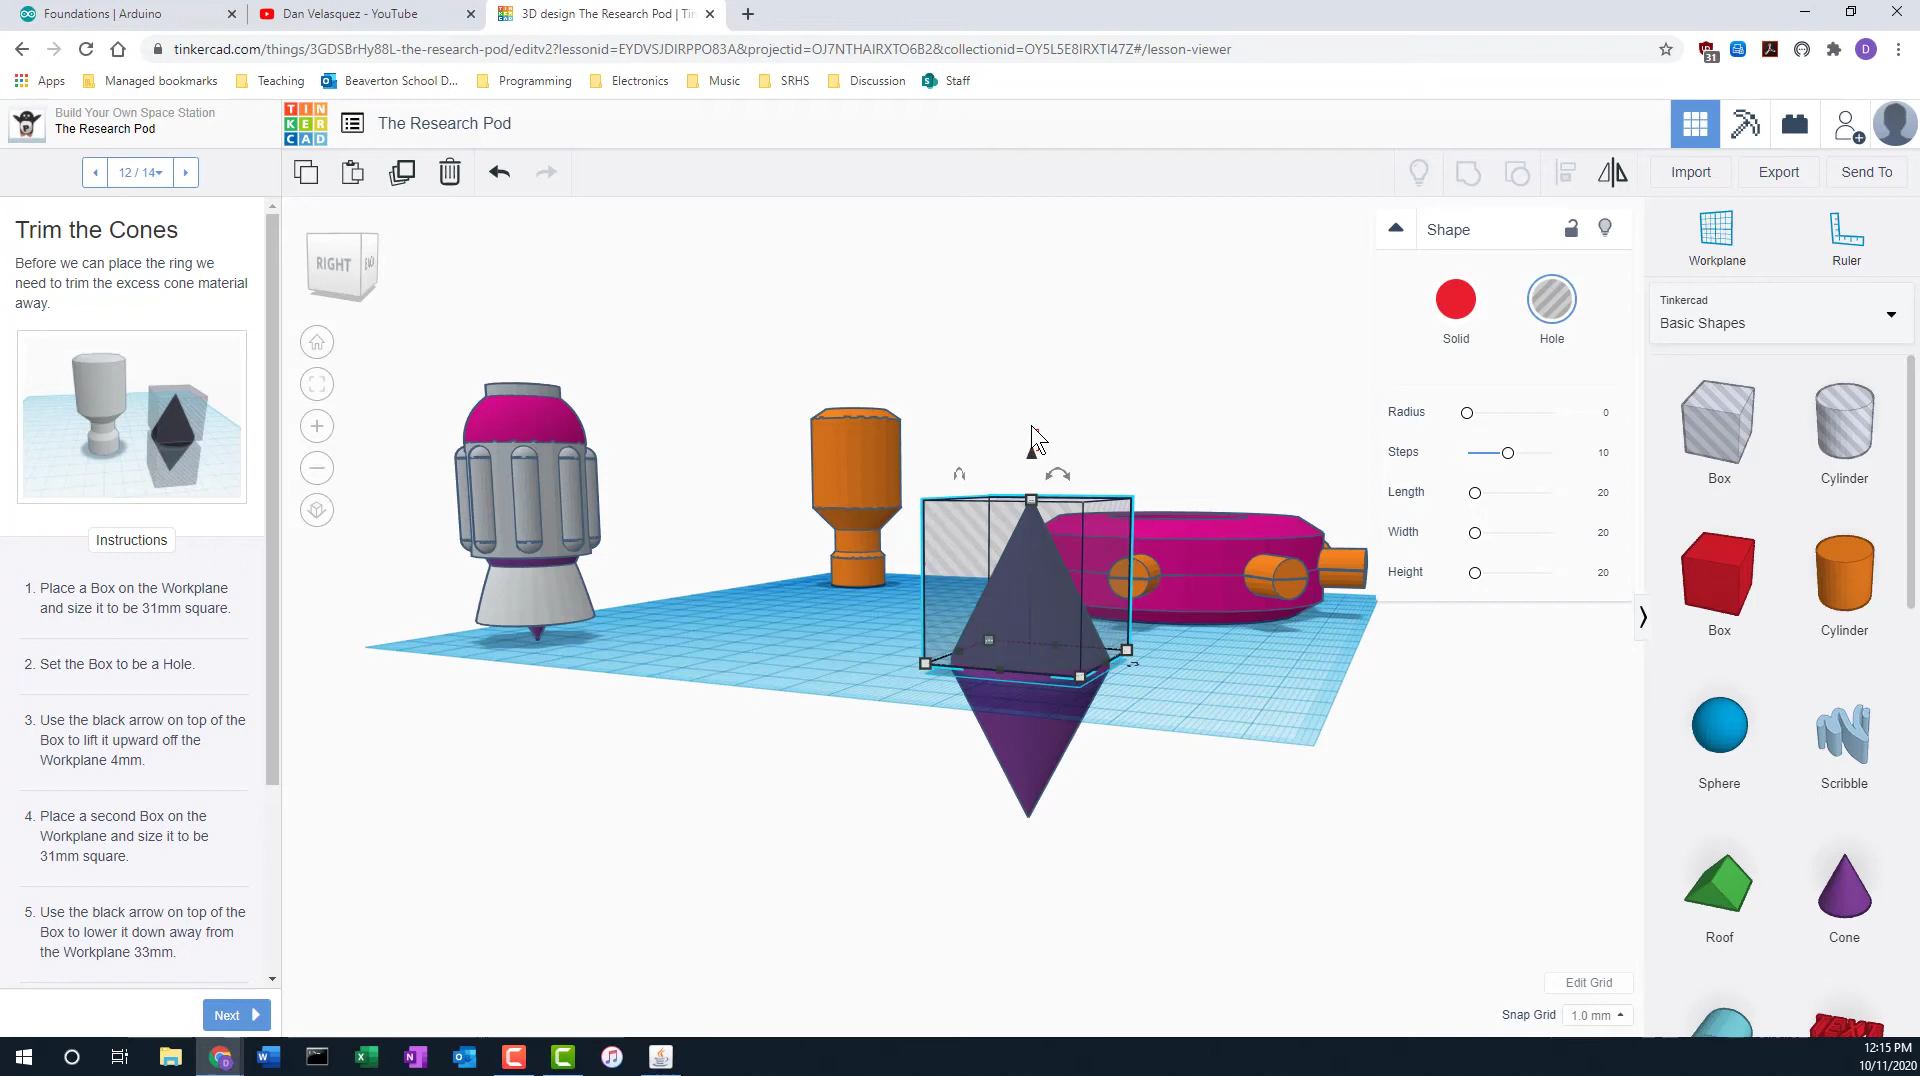 Foundations | Arduino
Dan Velasquez - YouTube
3D design The Research Pod | Tin
tinkercad.com/things/3GDSBrHy88L-the-research-pod/editv2?lessonid=EYDVSJDIRPPO83A&projectid=OJ7NTHAIRXTO6B2&collectionid=OY5L5E8IRXTI47Z#/lesson-viewer
31
D
Apps
Managed bookmarks
Teaching
Beaverton School D...
Programming
Electronics
Music
SRHS
Discussion
Staff
Build Your Own Space Station
The Research Pod
TIN
KER
CAD
The Research Pod
12 / 14
Import
Export
Send To
Trim the Cones
Before we can place the ring we
need to trim the excess cone material
away.
Instructions
1. Place a Box on the Workplane
and size it to be 31mm square.
2. Set the Box to be a Hole.
3. Use the black arrow on top of the
Box to lift it upward off the
Workplane 4mm.
4. Place a second Box on the
Workplane and size it to be
31mm square.
5. Use the black arrow on top of the
Box to lower it down away from
the Workplane 33mm.
Next
RIGHT
Shape
Solid
Hole
Radius 0
Steps 10
Length 20
Width 20
Height 20
Workplane
Ruler
Tinkercad
Basic Shapes
Box
Cylinder
Box
Cylinder
Sphere
Scribble
Roof
Cone
TEXT
Edit Grid
Snap Grid 1.0 mm
12:15 PM
10/11/2020